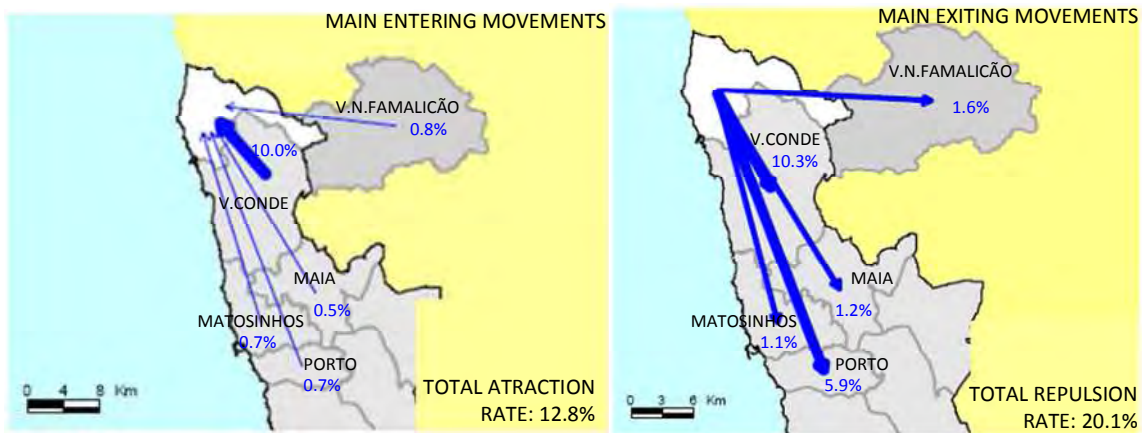 MAIN ENTERING MOVEMENTS
V.N.FAMALICÃO
0.8%
10.0%
V.CONDE
MAIA
0.5%
MATOSINHOS
0.7%
PORTO
0.7%
0 4 8 Km
TOTAL ATRACTION
RATE: 12.8%
MAIN EXITING MOVEMENTS
V.N.FAMALICÃO
1.6%
V.CONDE
10.3%
MAIA
1.2%
MATOSINHOS
1.1%
PORTO
5.9%
0 3 6 Km
TOTAL REPULSION
RATE: 20.1%